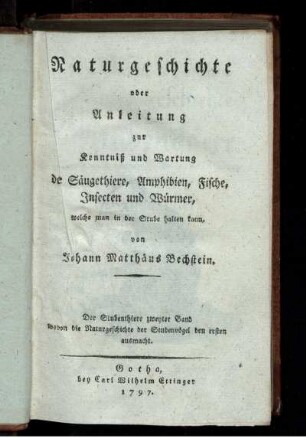 Naturgeschichte
oder
Anleitung
zur
Kenntniß und Wartung
der Säugethiere, Amphibien, Fische,
Insecten und Würmer,
welche man in der Stube halten kann,
von
Johann Matthäus Bechstein.
Der Stubenthiere zweyter Band
wovon die Naturgeschichte der Stubenvögel den ersten
ausmacht.
Gotha,
bey Carl Wilhelm Ettinger
1797.